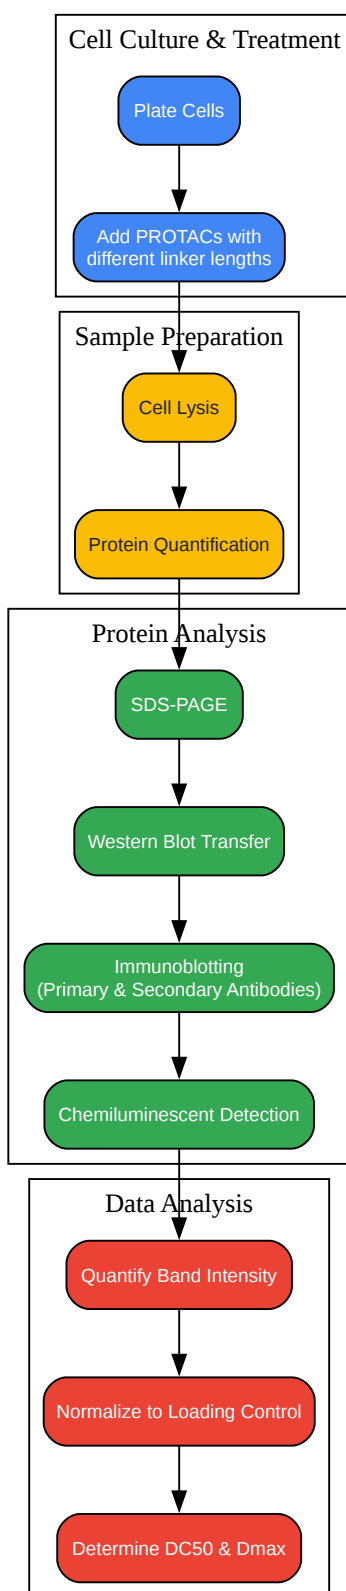 Cell Culture & Treatment
Plate Cells
Add PROTACs with
different linker lengths
Sample Preparation
Cell Lysis
Protein Quantification
Protein Analysis
SDS-PAGE
Western Blot Transfer
Immunoblotting
(Primary & Secondary Antibodies)
Chemiluminescent Detection
Data Analysis
Quantify Band Intensity
Normalize to Loading Control
Determine DC50 & Dmax